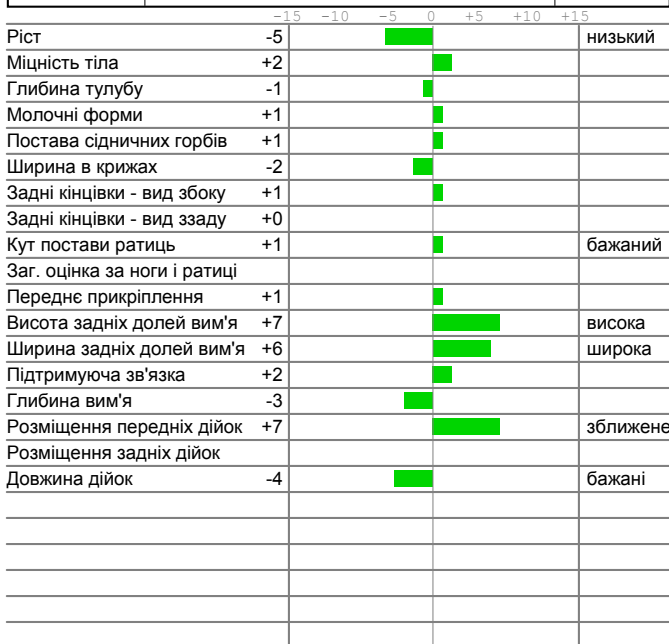 -15 -10 -5 0 +5 +10 +15
Ріст -5 низький
Міцність тіла +2
Глибина тулубу -1
Молочні форми +1
Постава сідничних горбів +1
Ширина в крижах -2
Задні кінцівки - вид збоку +1
Задні кінцівки - вид ззаду +0
Кут постави ратиць +1 бажаний
Заг. оцінка за ноги і ратиці
Переднє прикріплення +1
Висота задніх долей вим'я +7 висока
Ширина задніх долей вим'я +6 широка
Підтримуюча зв'язка +2
Глибина вим'я -3
Розміщення передніх дійок +7 зближене
Розміщення задніх дійок
Довжина дійок -4 бажані